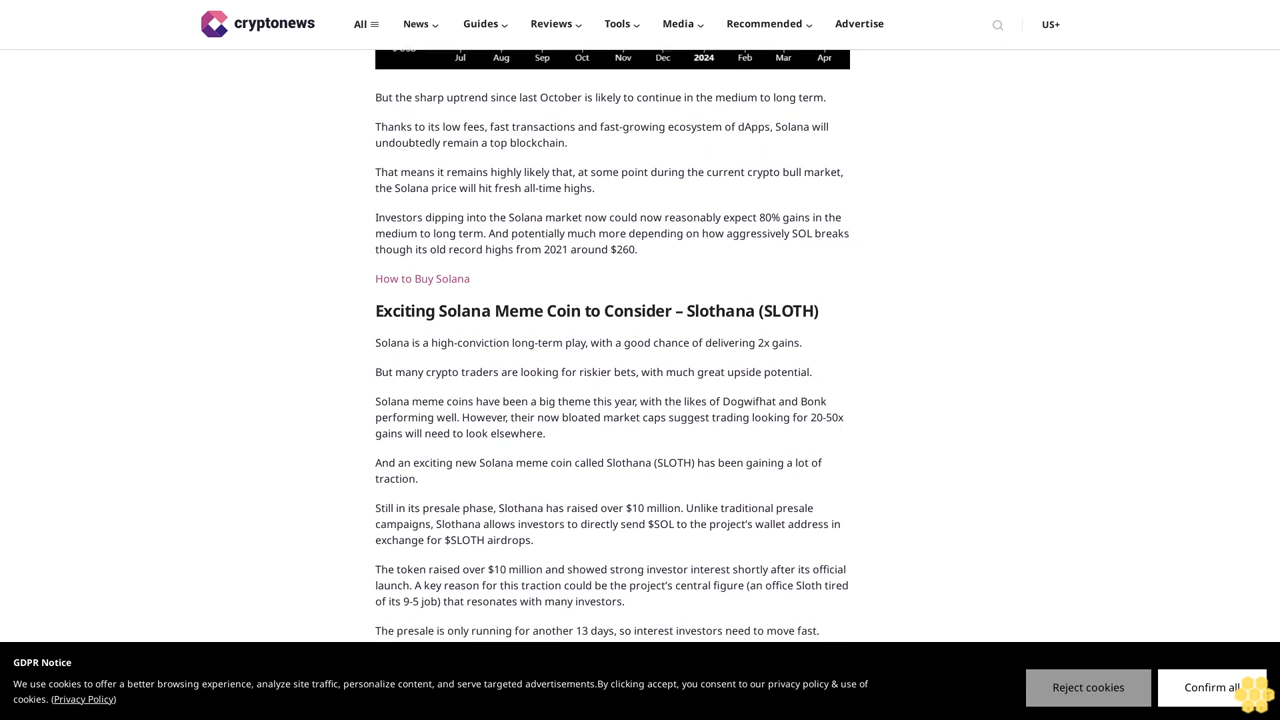 cryptonews
All News Guides Reviews Tools Media Recommended Advertise US+
Jul Aug Sep Oct Nov Dec 2024 Feb Mar Apr
But the sharp uptrend since last October is likely to continue in the medium to long term.
Thanks to its low fees, fast transactions and fast-growing ecosystem of dApps, Solana will
undoubtedly remain a top blockchain.
That means it remains highly likely that, at some point during the current crypto bull market,
the Solana price will hit fresh all-time highs.
Investors dipping into the Solana market now could now reasonably expect 80% gains in the
medium to long term. And potentially much more depending on how aggressively SOL breaks
though its old record highs from 2021 around $260.
How to Buy Solana
Exciting Solana Meme Coin to Consider – Slothana (SLOTH)
Solana is a high-conviction long-term play, with a good chance of delivering 2x gains.
But many crypto traders are looking for riskier bets, with much great upside potential.
Solana meme coins have been a big theme this year, with the likes of Dogwifhat and Bonk
performing well. However, their now bloated market caps suggest trading looking for 20-50x
gains will need to look elsewhere.
And an exciting new Solana meme coin called Slothana (SLOTH) has been gaining a lot of
traction.
Still in its presale phase, Slothana has raised over $10 million. Unlike traditional presale
campaigns, Slothana allows investors to directly send $SOL to the project’s wallet address in
exchange for $SLOTH airdrops.
The token raised over $10 million and showed strong investor interest shortly after its official
launch. A key reason for this traction could be the project’s central figure (an office Sloth tired
of its 9-5 job) that resonates with many investors.
The presale is only running for another 13 days, so interest investors need to move fast.
GDPR Notice
We use cookies to offer a better browsing experience, analyze site traffic, personalize content, and serve targeted advertisements.By clicking accept, you consent to our privacy policy & use of
cookies. (Privacy Policy)
Reject cookies
Confirm all